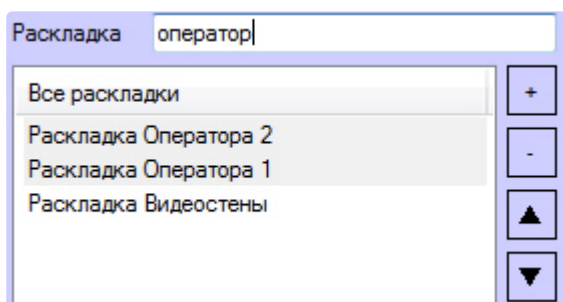 Раскладка оператор
Все раскладки +
Раскладка Оператора 2
Раскладка Оператора 1 -
Раскладка Видеостены ▲
▼